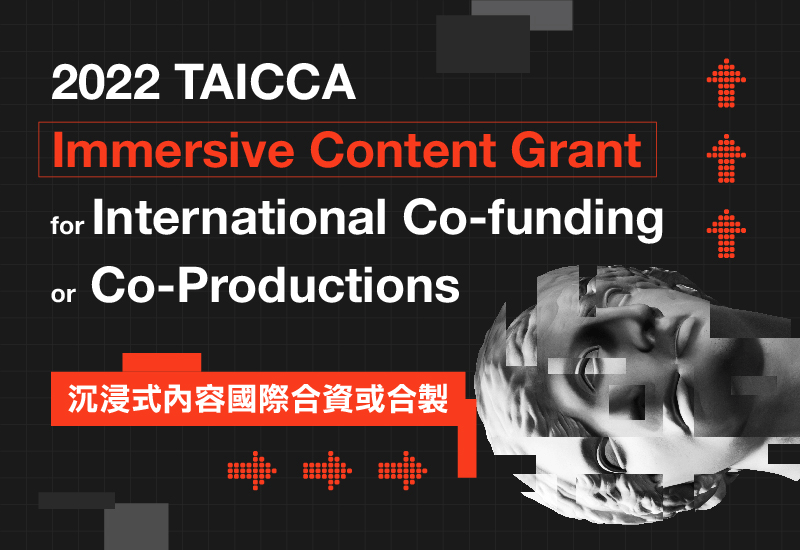 2022 TAICCA
Immersive Content Grant
for International Co-funding
or Co-Productions
沉浸式內容國際合資或合製